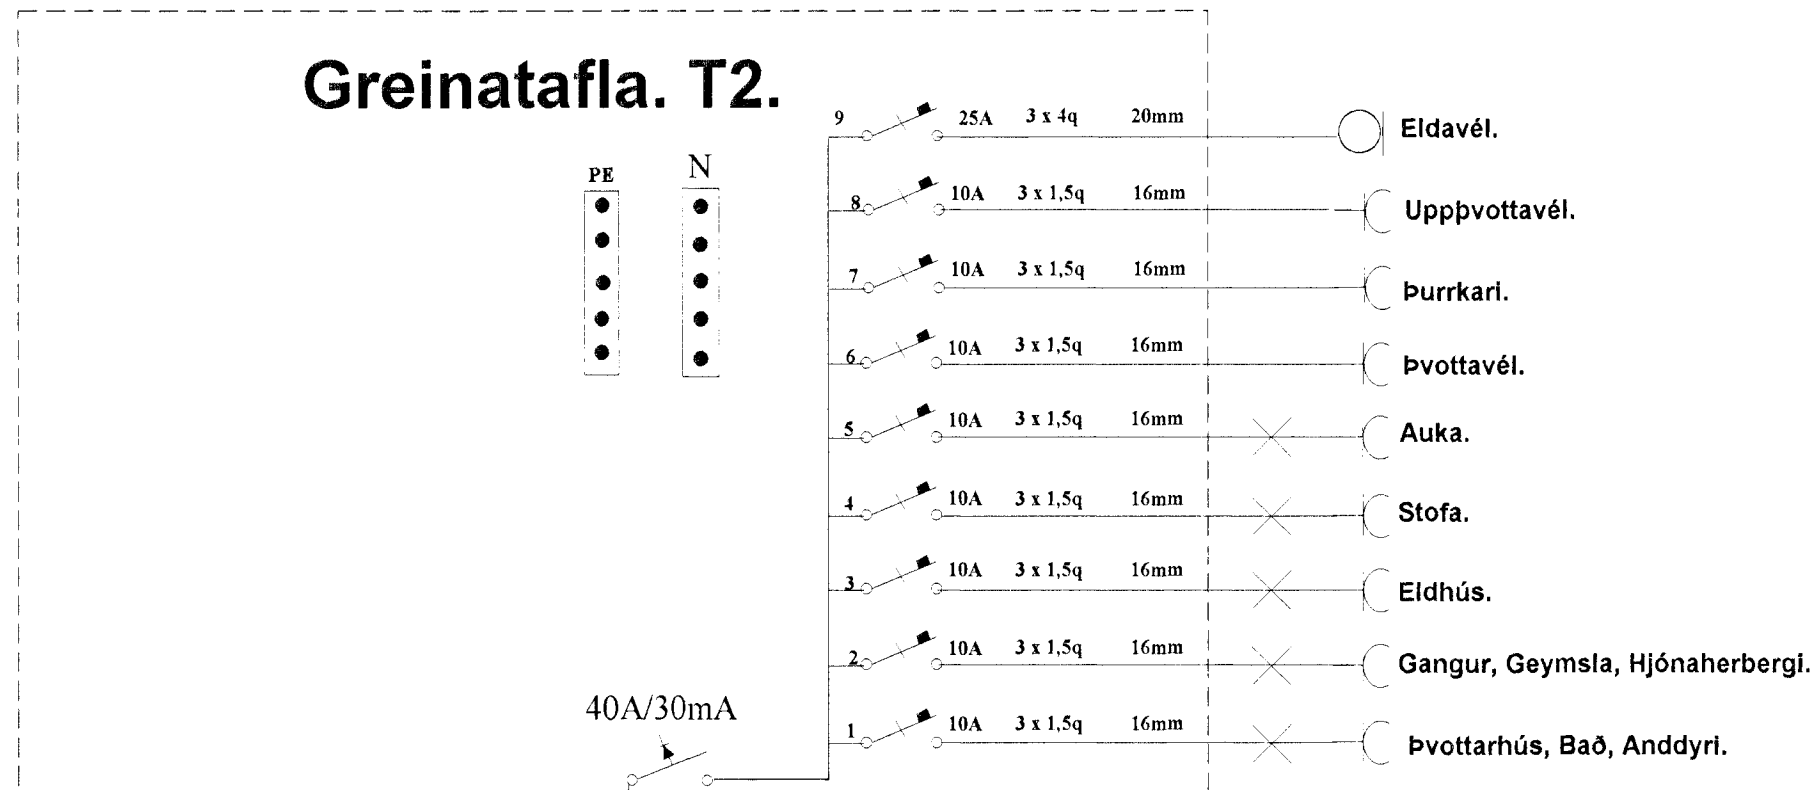 Greinatafla. T2.
PE N
9 25A 3 x 4q 20mm Eldavél.
8 10A 3 x 1,5q 16mm Uppþvottavél.
7 10A 3 x 1,5q 16mm Þurrkari.
6 10A 3 x 1,5q 16mm Þvottavél.
5 10A 3 x 1,5q 16mm Auka.
4 10A 3 x 1,5q 16mm Stofa.
3 10A 3 x 1,5q 16mm Eldhús.
2 10A 3 x 1,5q 16mm Gangur, Geymsla, Hjónaherbergi.
40A/30mA
1 10A 3 x 1,5q 16mm Þvottarhús, Bað, Anddyri.